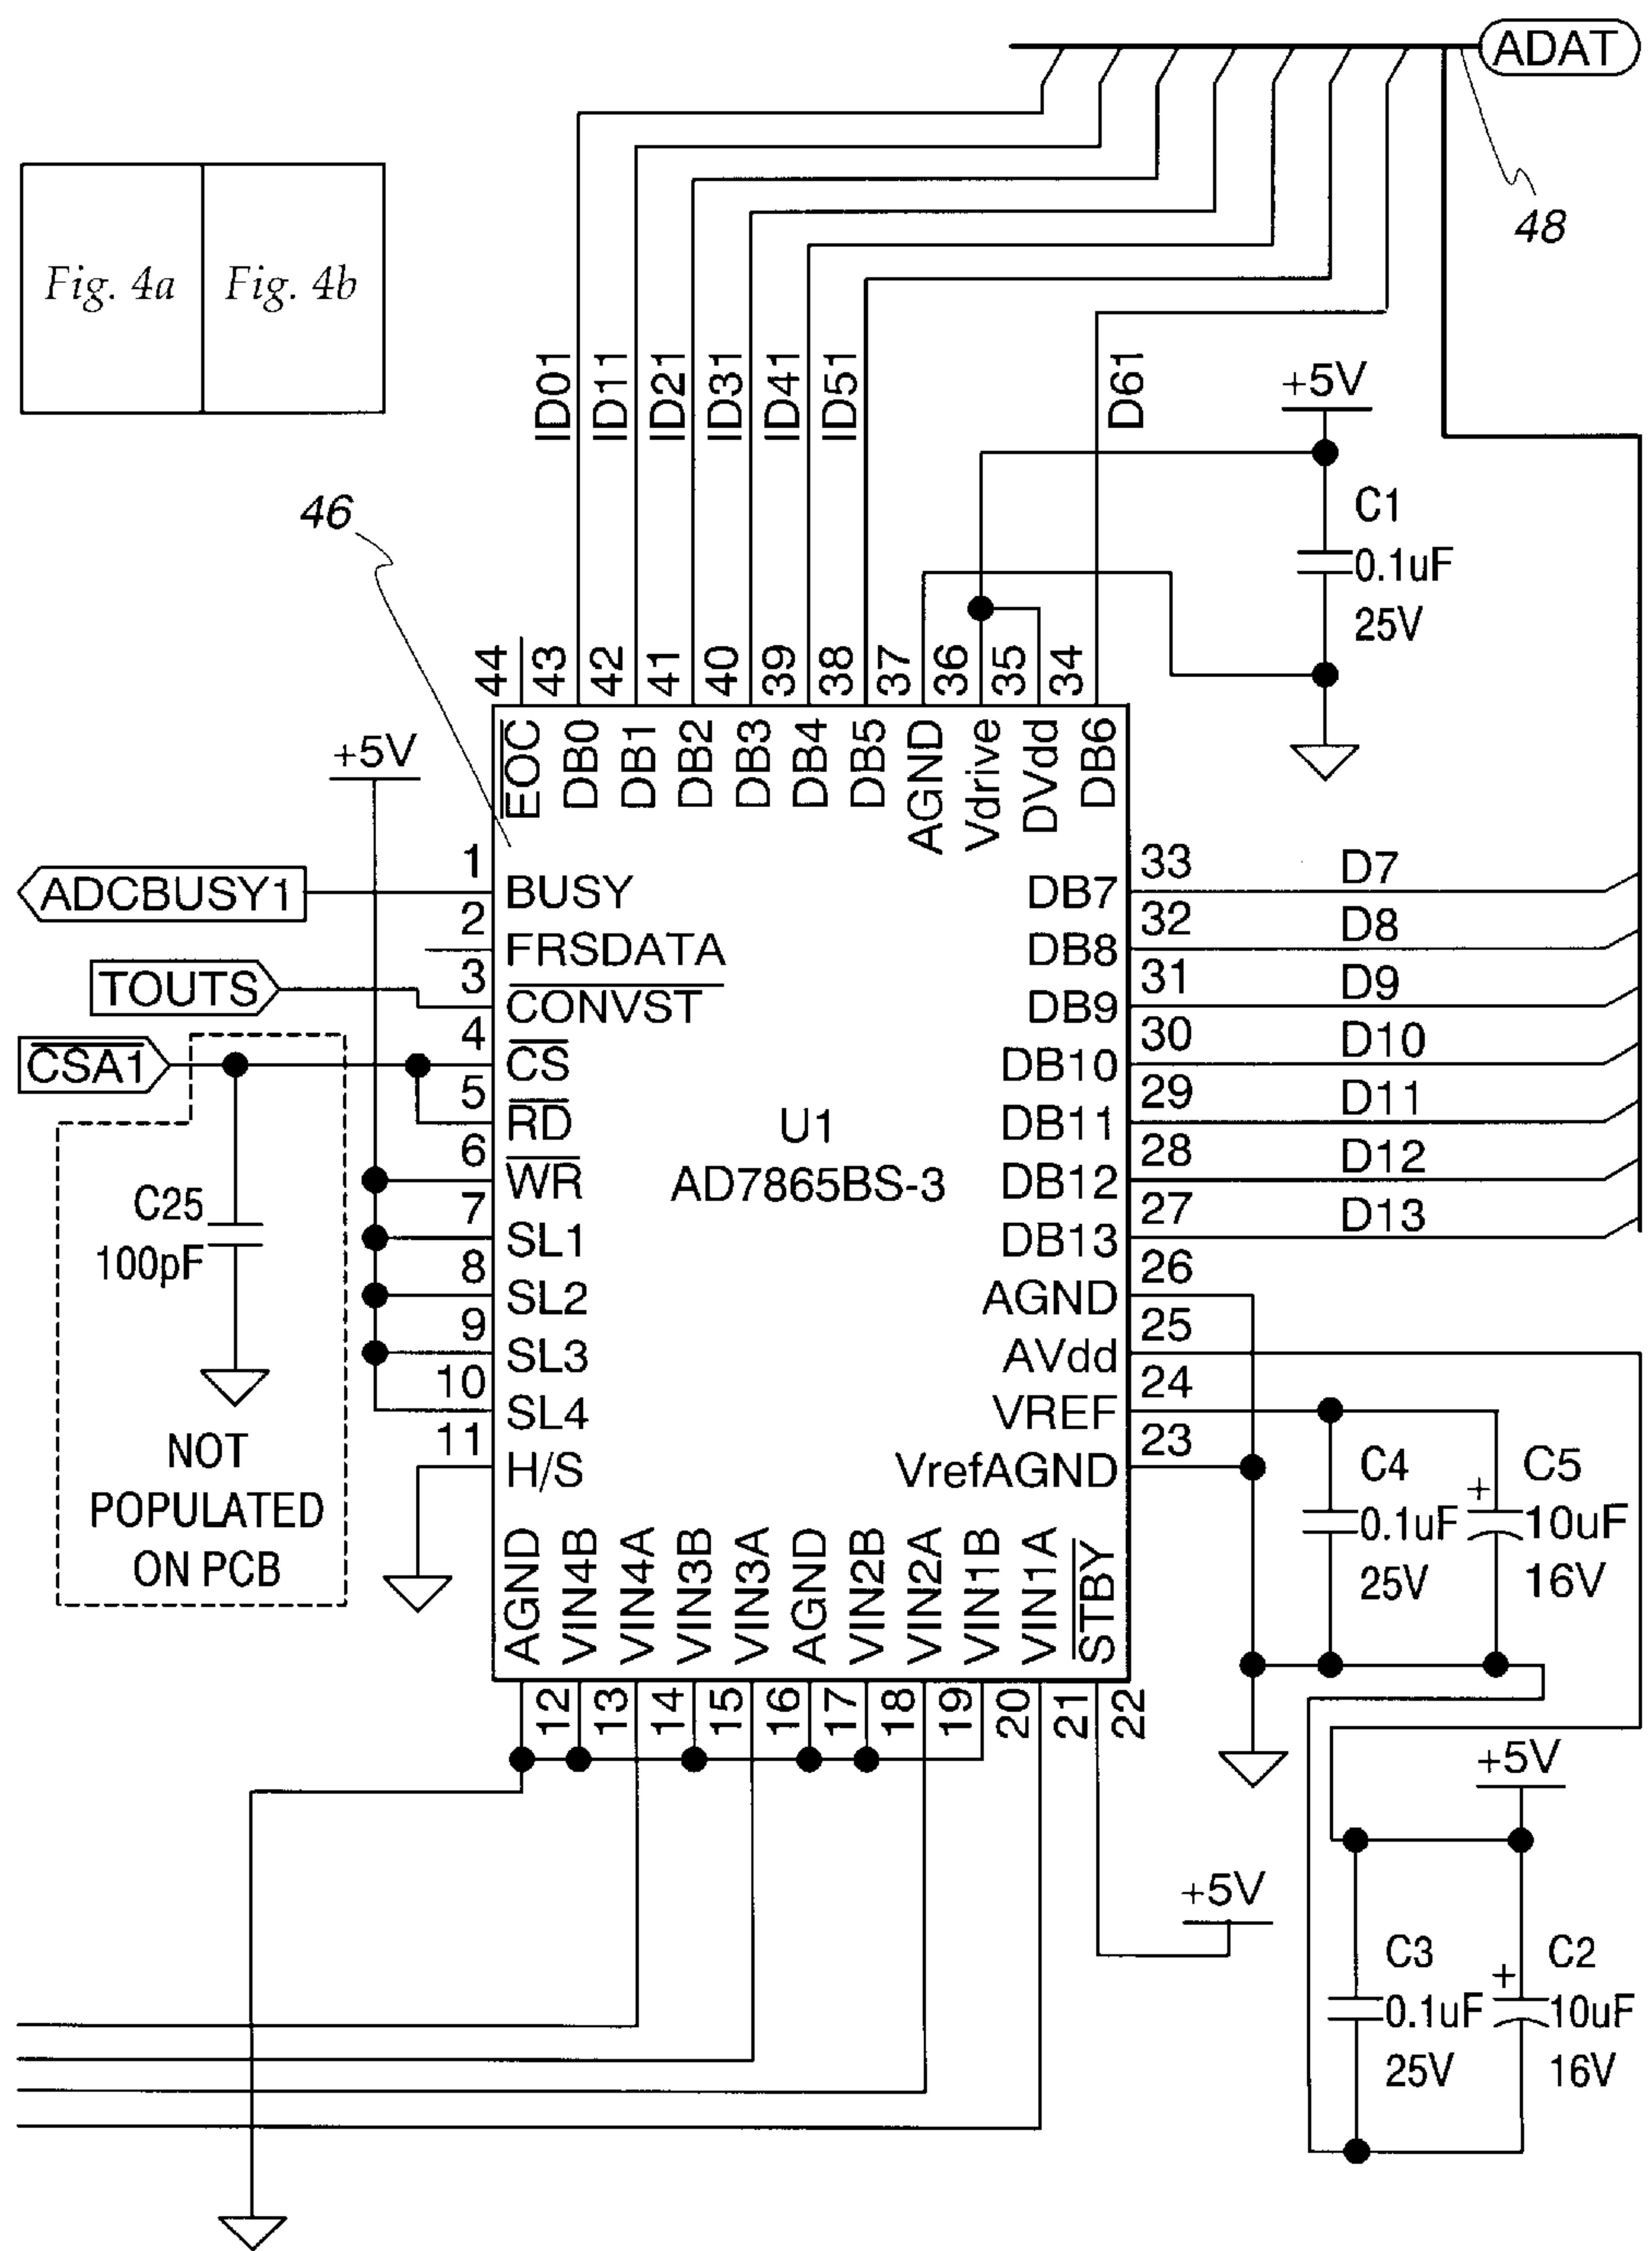 ADAT
48
Fig. 4a
Fig. 4b
ID01
ID11
ID21
ID31
ID41
ID51
D61
+5V
C1
0.1uF
25V
46
44
43
42
41
40
39
38
37
36
35
34
EOC
DB0
DB1
DB2
DB3
DB4
DB5
AGND
Vdrive
DVdd
DB6
+5V
ADCBUSY1
TOUTS
CSA1
1
BUSY
2
FRSDATA
3
CONVST
4
CS
5
RD
6
WR
7
SL1
8
SL2
9
SL3
10
SL4
11
H/S
U1
AD7865BS-3
33
DB7
D7
32
DB8
D8
31
DB9
D9
30
DB10
D10
29
DB11
D11
28
DB12
D12
27
DB13
D13
26
AGND
25
AVdd
24
VREF
23
VrefAGND
C25
100pF
NOT
POPULATED
ON PCB
C4
0.1uF
25V
+
C5
10uF
16V
AGND
VIN4B
VIN4A
VIN3B
VIN3A
AGND
VIN2B
VIN2A
VIN1B
VIN1A
STBY
12
13
14
15
16
17
18
19
20
21
22
+5V
+5V
C3
0.1uF
25V
+
C2
10uF
16V